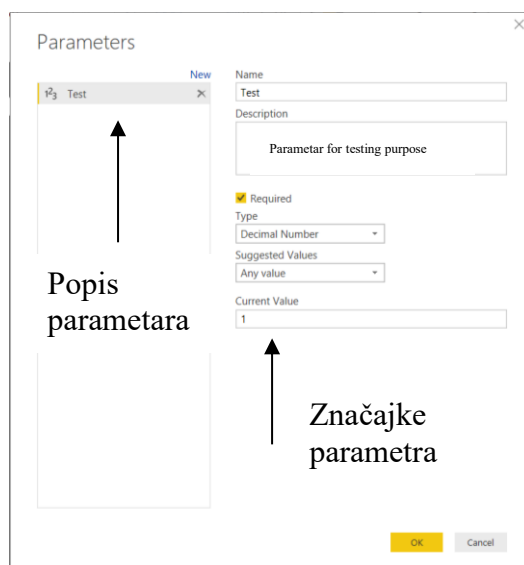 Parameters
New
1²3 Test
Name
Test
Description
Parametar for testing purpose
Required
Type
Decimal Number
Suggested Values
Any value
Current Value
1
Popis
parametara
Značajke
parametra
OK
Cancel